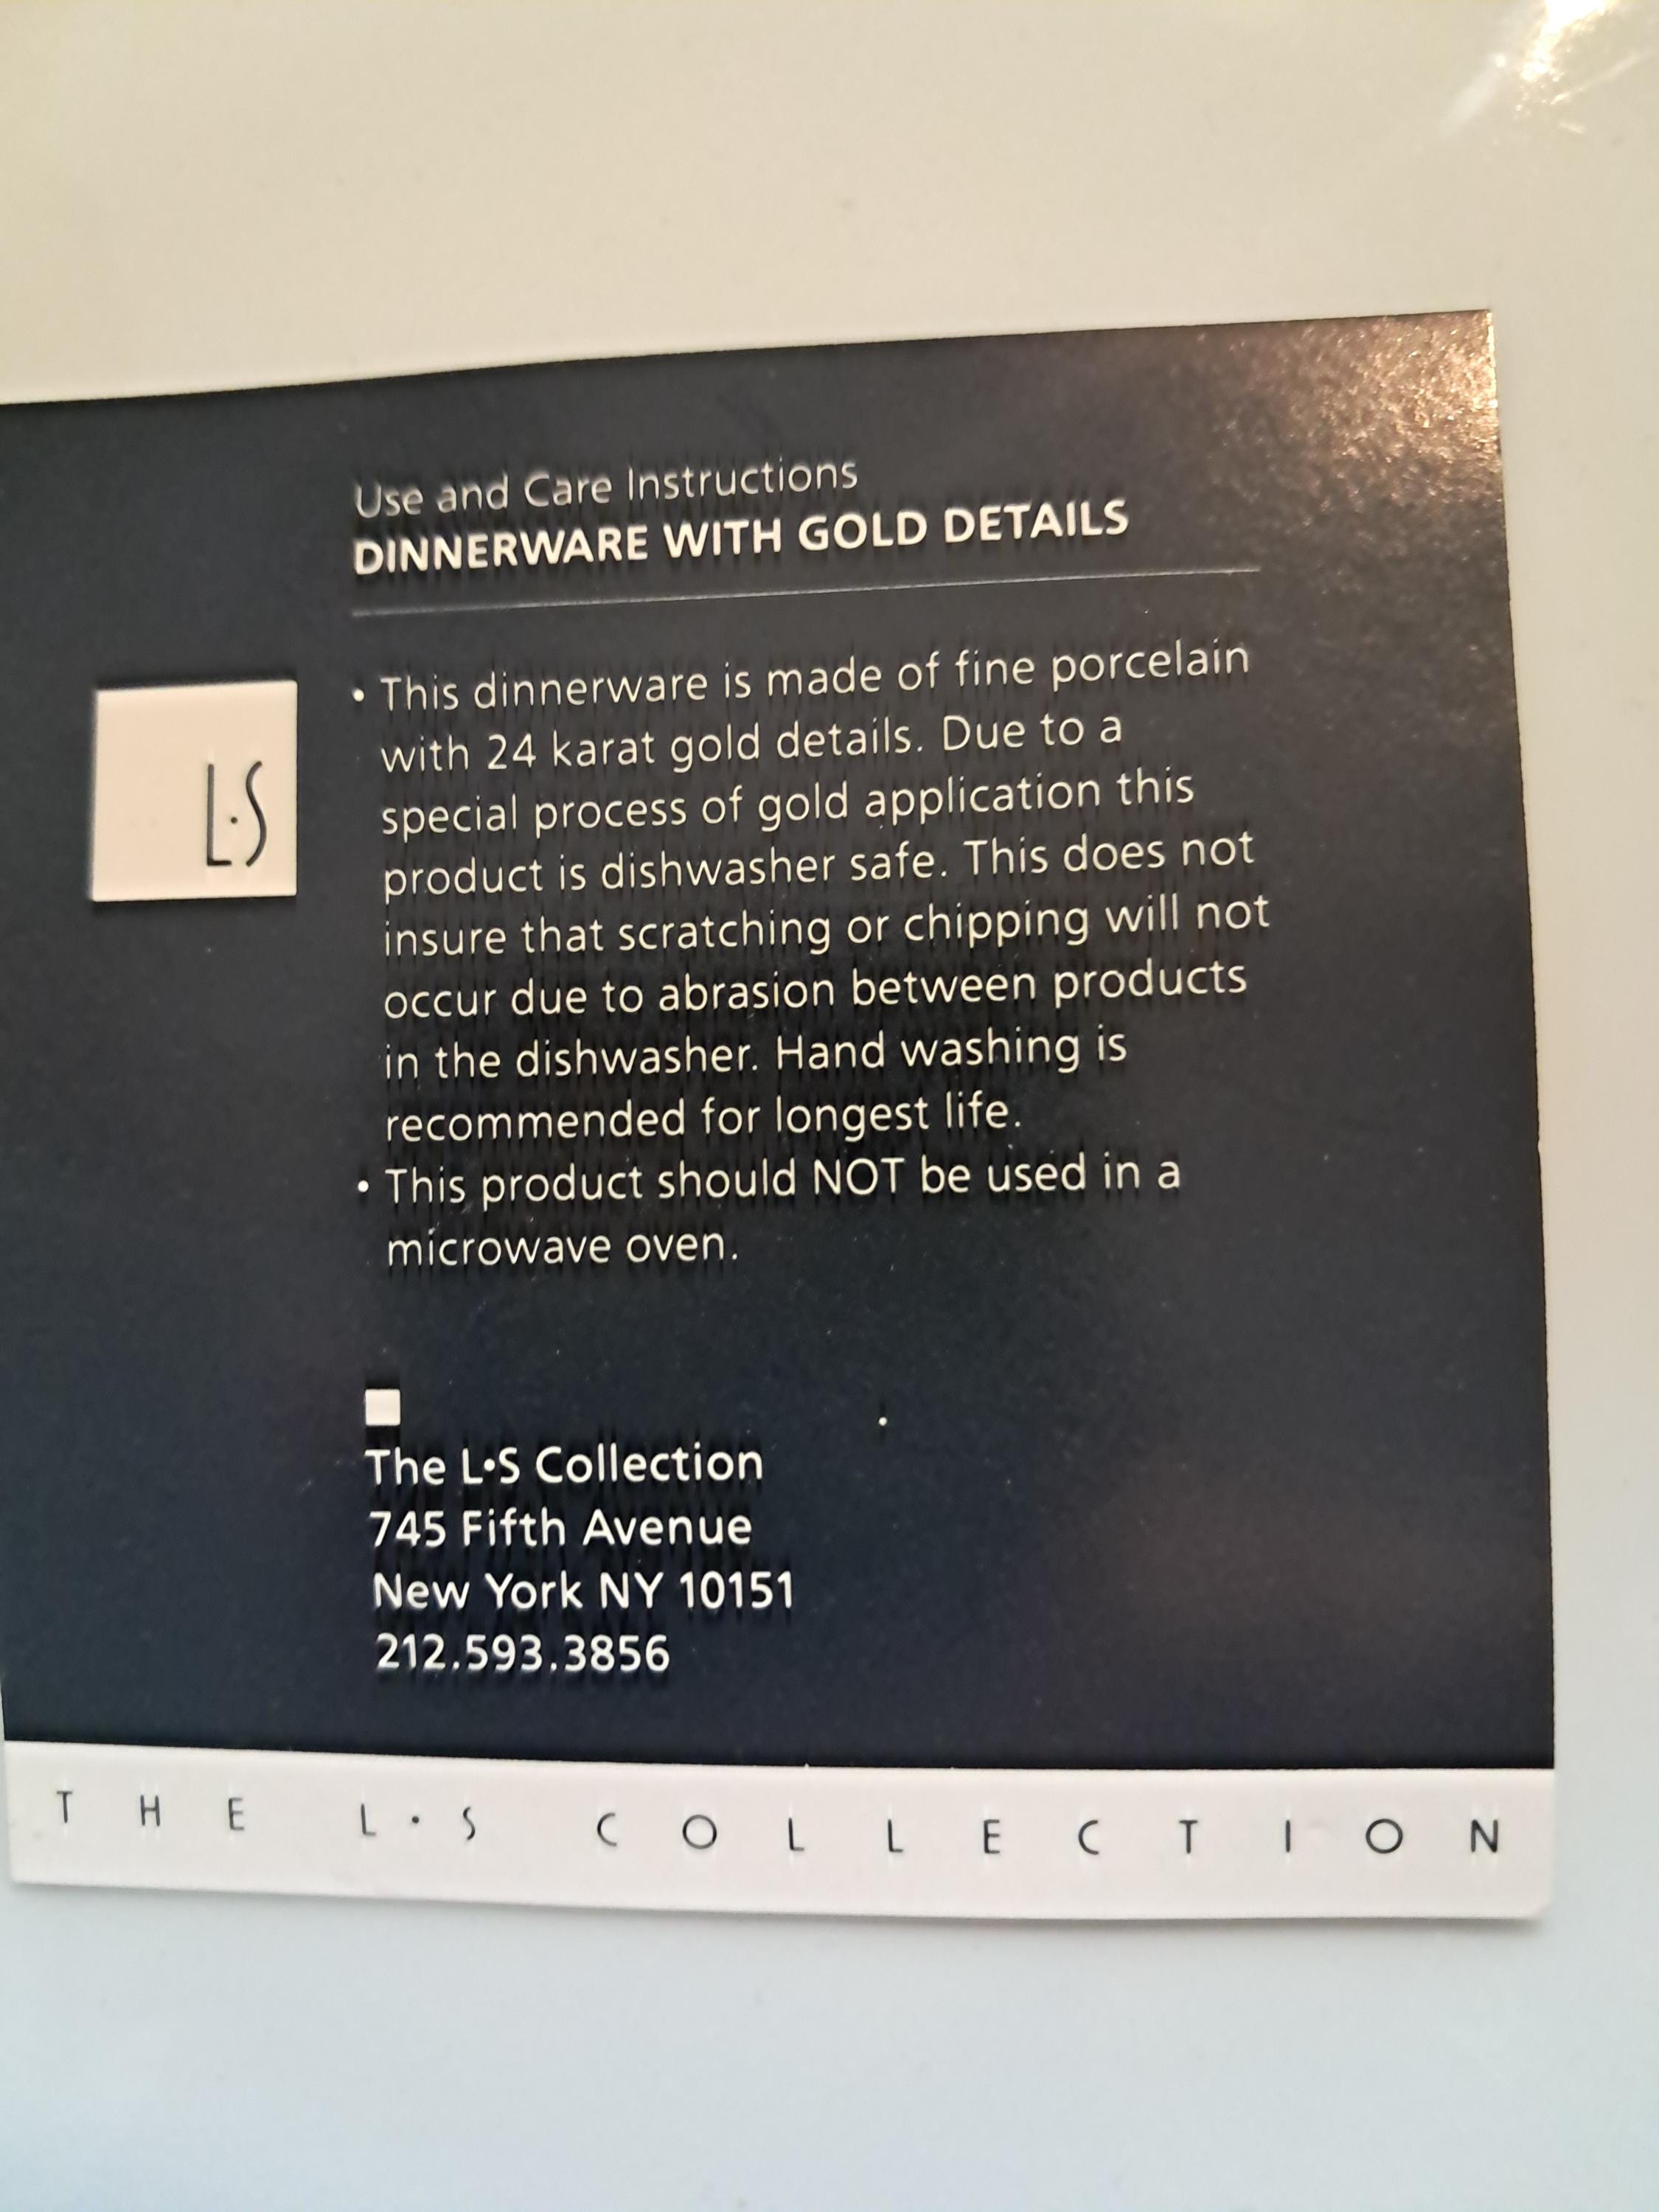 Use and Care Instructions
DINNERWARE WITH GOLD DETAILS
• This dinnerware is made of fine porcelain
with 24 karat gold details. Due to a
special process of gold application this
product is dishwasher safe. This does not
insure that scratching or chipping will not
occur due to abrasion between products
in the dishwasher. Hand washing is
recommended for longest life.
• This product should NOT be used in a
microwave oven.
L·S
The L•S Collection
745 Fifth Avenue
New York NY 10151
212.593.3856
THE L·S COLLECTION